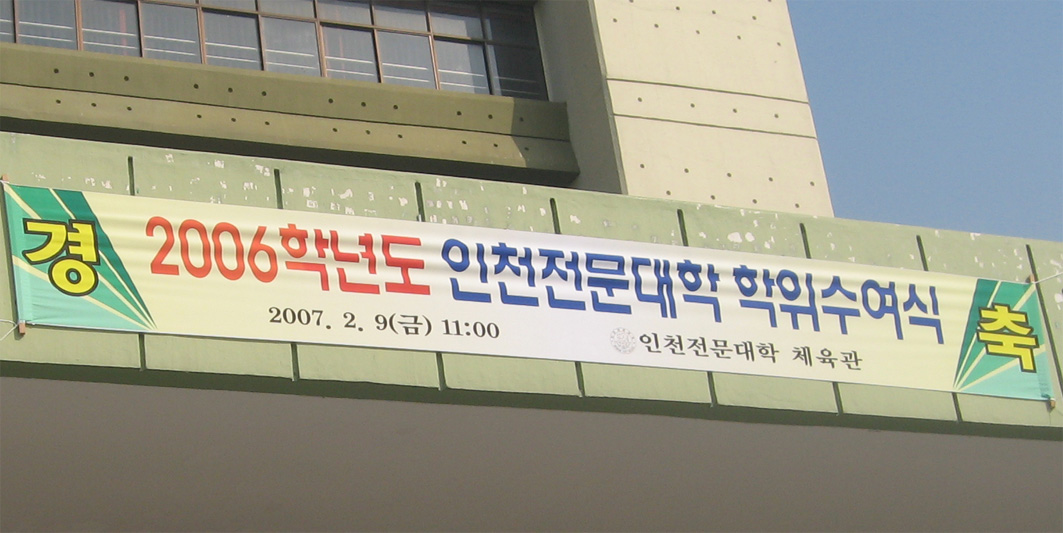 경 2006학년도 인천전문대학 학위수여식 축
2007. 2. 9(금) 11:00 인천전문대학 체육관